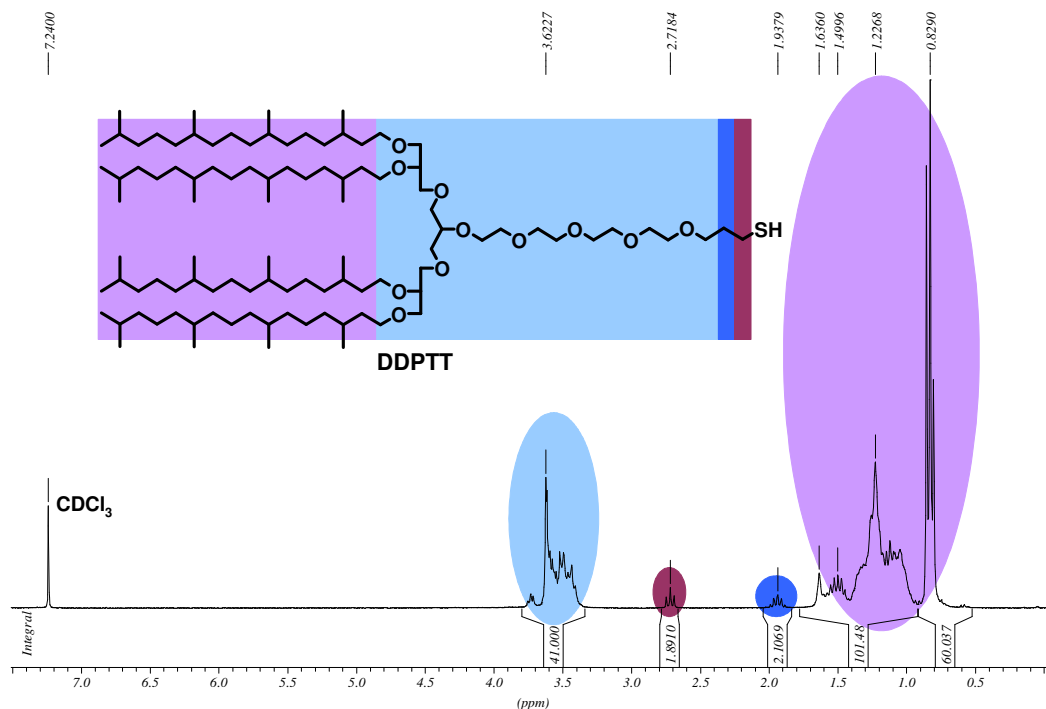 7.2400
3.6227
2.7184
1.9379
1.6360
1.4996
1.2268
0.8290
O
O
O
O
O
O
O
O
O
SH
O
O
DDPTT
CDCl3
Integral
41.000
1.8910
2.1069
101.48
60.037
7.0 6.5 6.0 5.5 5.0 4.5 4.0 3.5 3.0 2.5 2.0 1.5 1.0 0.5
(ppm)